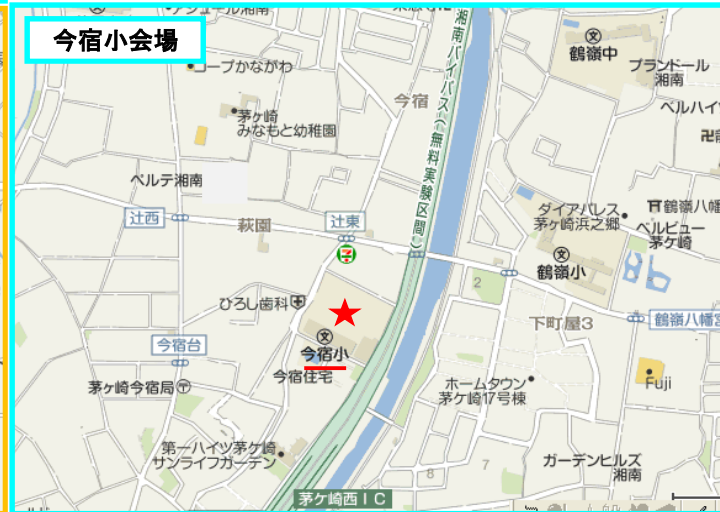 今宿小会場
湘南バイパス(無料実験区間)
鶴嶺中
コープかながわ
ブランドール
湘南
今宿
ベルハイ
茅ヶ崎
みなもと幼稚園
ベルテ湘南
辻西
萩園
辻東
ダイアパレス
茅ヶ崎浜之郷
鶴嶺八幡
ベルビュー
茅ケ崎
鶴嶺小
2
ひろし歯科
鶴嶺八幡宮
下町屋3
今宿台
今宿小
今宿住宅
茅ヶ崎今宿局
ホームタウン
茅ケ崎17号棟
Fuji
第一ハイツ茅ケ崎
サンライフガーデン
ガーデンヒルズ
湘南
7
8
茅ケ崎西IC